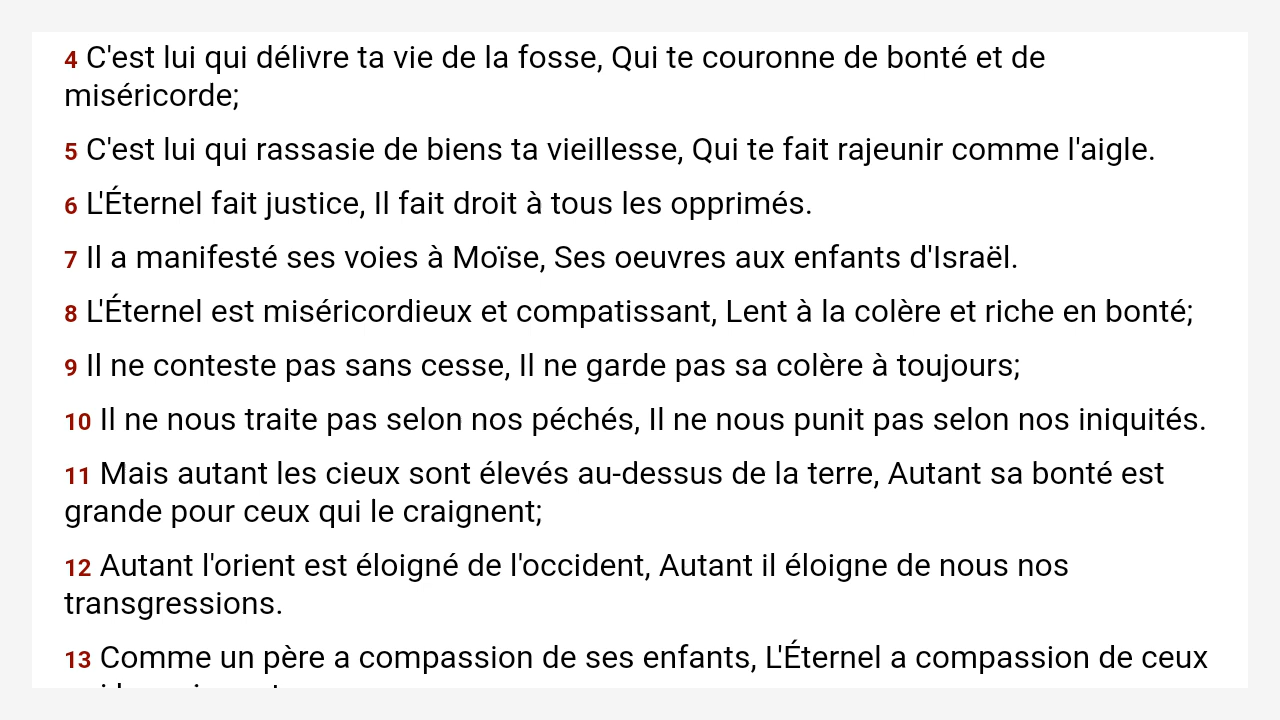 4 C'est lui qui délivre ta vie de la fosse, Qui te couronne de bonté et de
miséricorde;
5 C'est lui qui rassasie de biens ta vieillesse, Qui te fait rajeunir comme l'aigle.
6 L'Éternel fait justice, Il fait droit à tous les opprimés.
7 Il a manifesté ses voies à Moïse, Ses oeuvres aux enfants d'Israël.
8 L'Éternel est miséricordieux et compatissant, Lent à la colère et riche en bonté;
9 Il ne conteste pas sans cesse, Il ne garde pas sa colère à toujours;
10 Il ne nous traite pas selon nos péchés, Il ne nous punit pas selon nos iniquités.
11 Mais autant les cieux sont élevés au-dessus de la terre, Autant sa bonté est
grande pour ceux qui le craignent;
12 Autant l'orient est éloigné de l'occident, Autant il éloigne de nous nos
transgressions.
13 Comme un père a compassion de ses enfants, L'Éternel a compassion de ceux